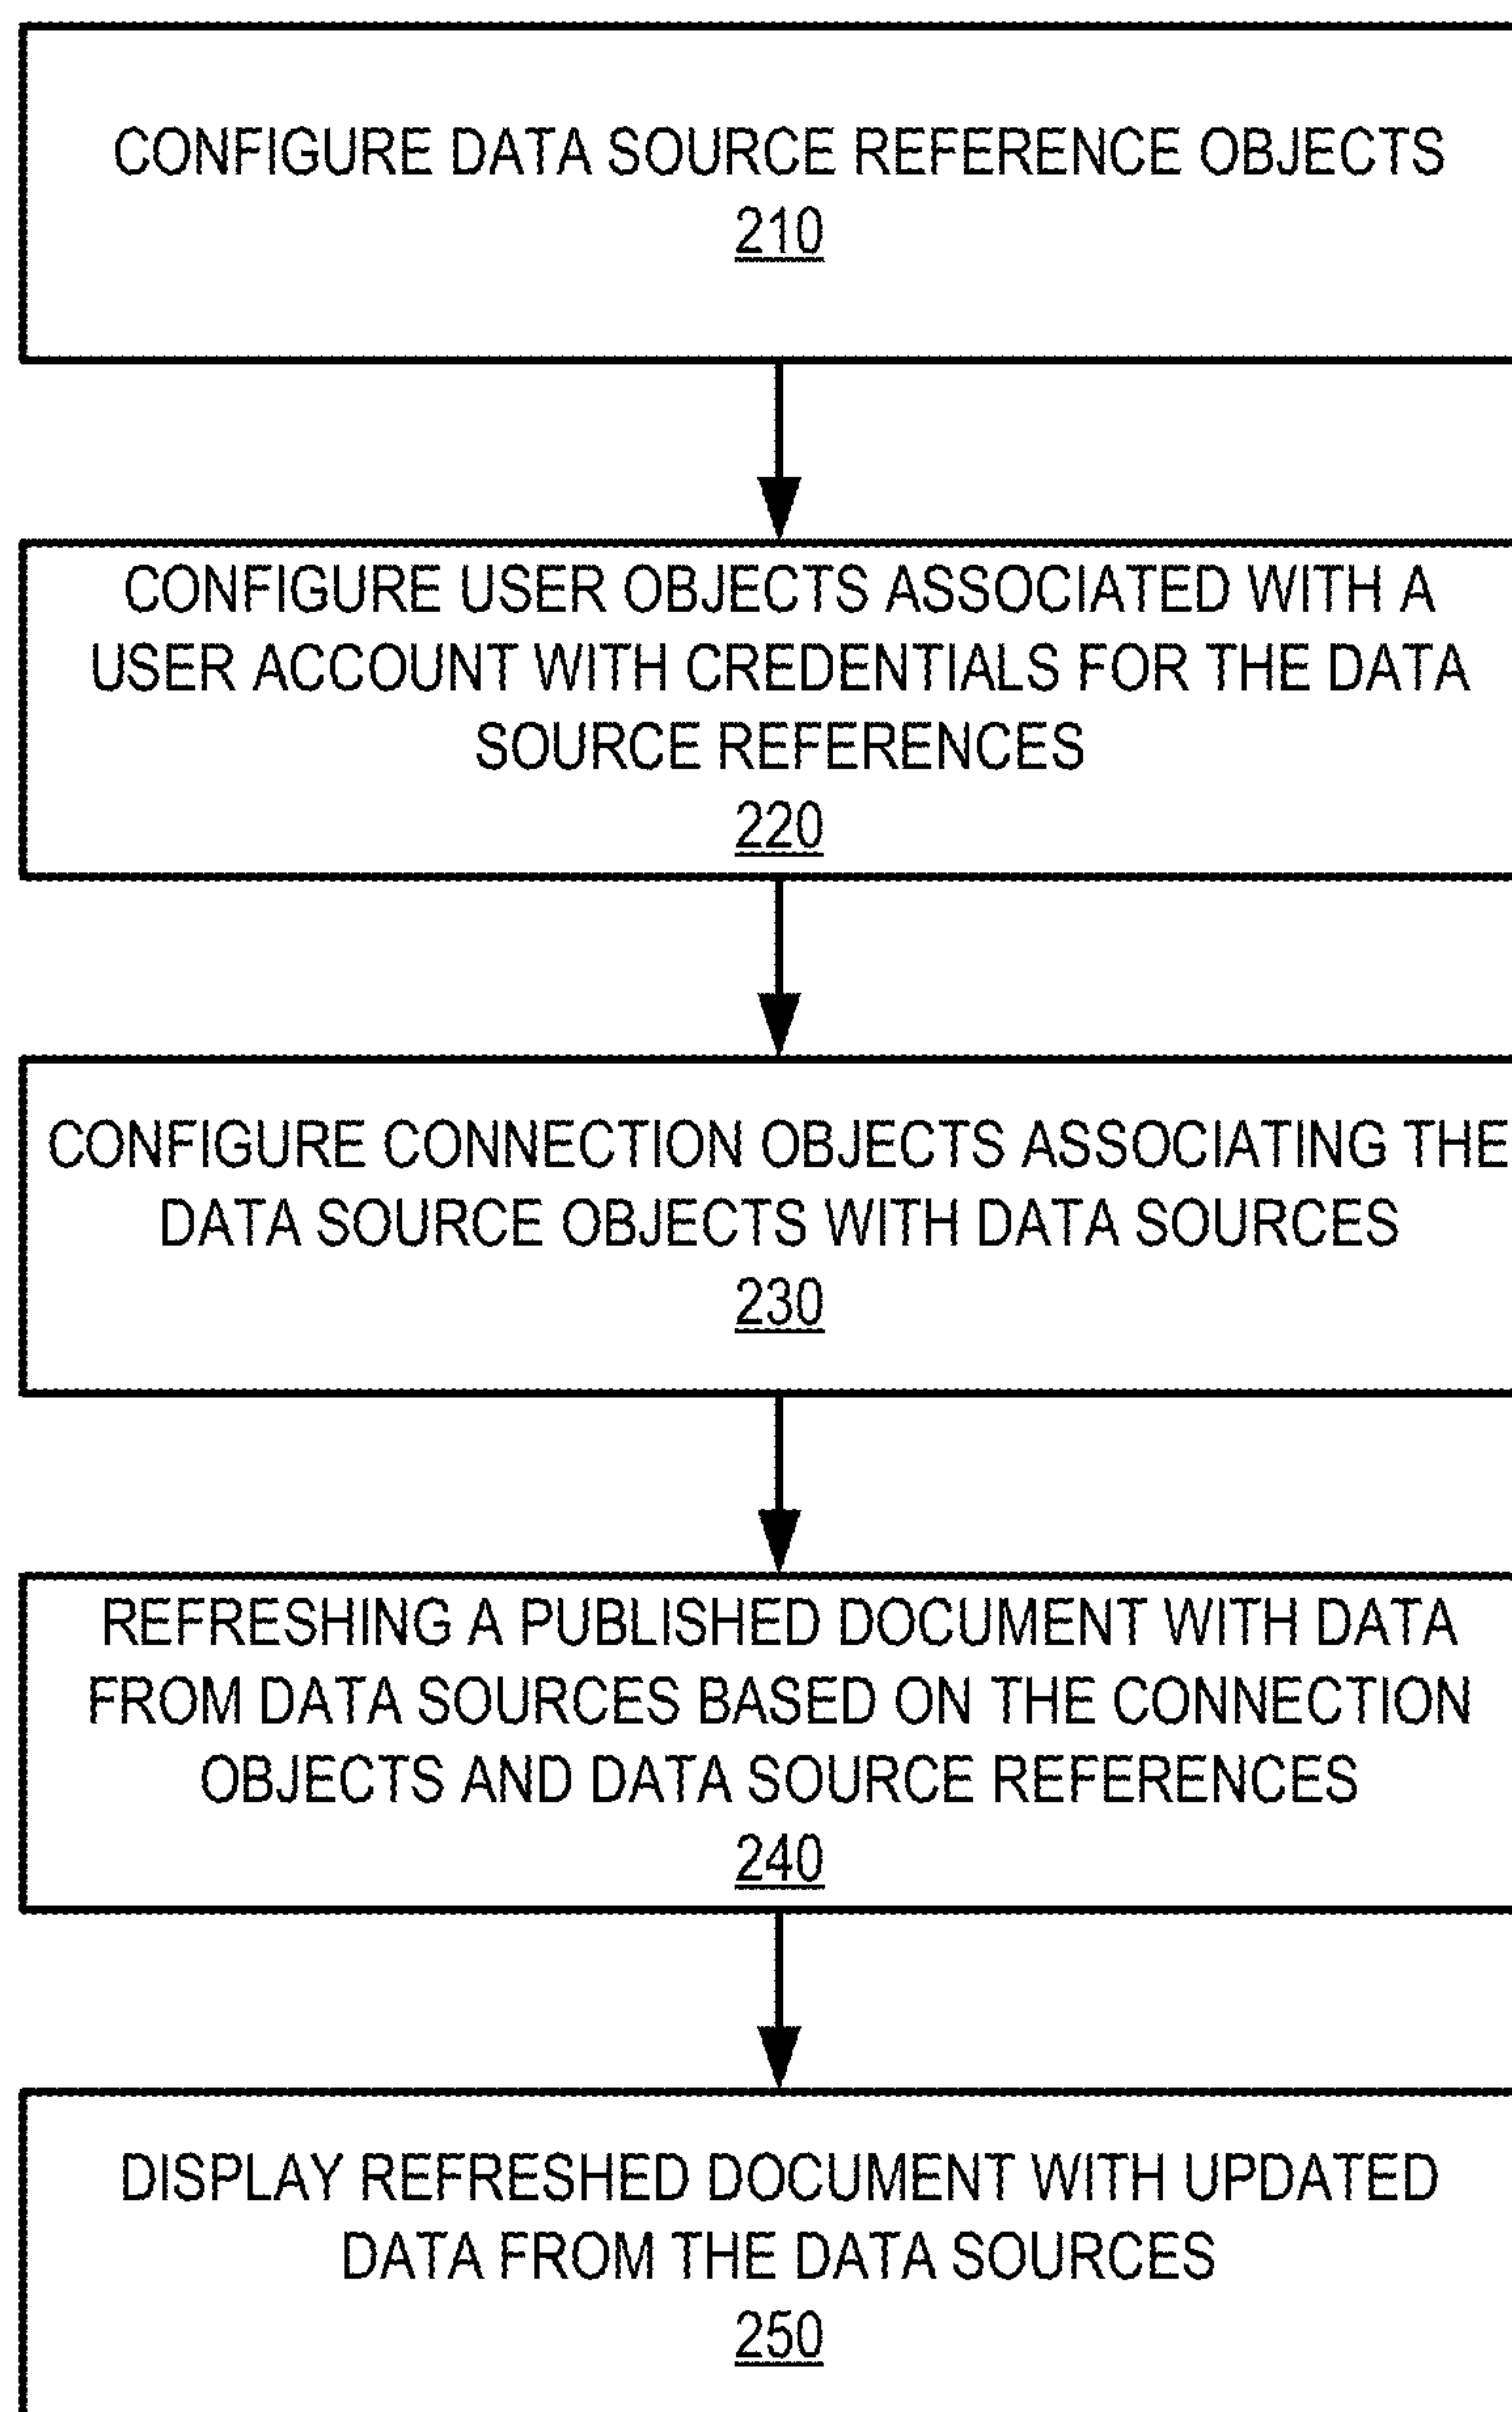 CONFIGURE DATA SOURCE REFERENCE OBJECTS
210
CONFIGURE USER OBJECTS ASSOCIATED WITH A
USER ACCOUNT WITH CREDENTIALS FOR THE DATA
SOURCE REFERENCES
220
CONFIGURE CONNECTION OBJECTS ASSOCIATING THE
DATA SOURCE OBJECTS WITH DATA SOURCES
230
REFRESHING A PUBLISHED DOCUMENT WITH DATA
FROM DATA SOURCES BASED ON THE CONNECTION
OBJECTS AND DATA SOURCE REFERENCES
240
DISPLAY REFRESHED DOCUMENT WITH UPDATED
DATA FROM THE DATA SOURCES
250